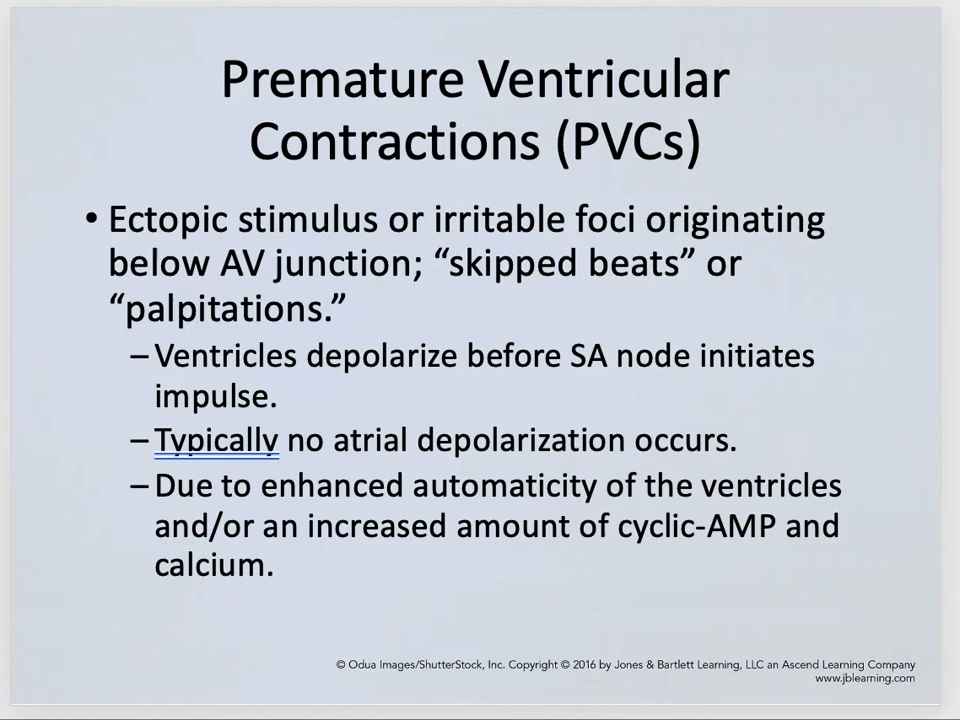 Premature Ventricular
Contractions (PVCs)
• Ectopic stimulus or irritable foci originating
below AV junction; “skipped beats” or
“palpitations.”
– Ventricles depolarize before SA node initiates
impulse.
– Typically no atrial depolarization occurs.
– Due to enhanced automaticity of the ventricles
and/or an increased amount of cyclic-AMP and
calcium.
© Odua Images/ShutterStock, Inc. Copyright © 2016 by Jones & Bartlett Learning, LLC an Ascend Learning Company
www.jblearning.com